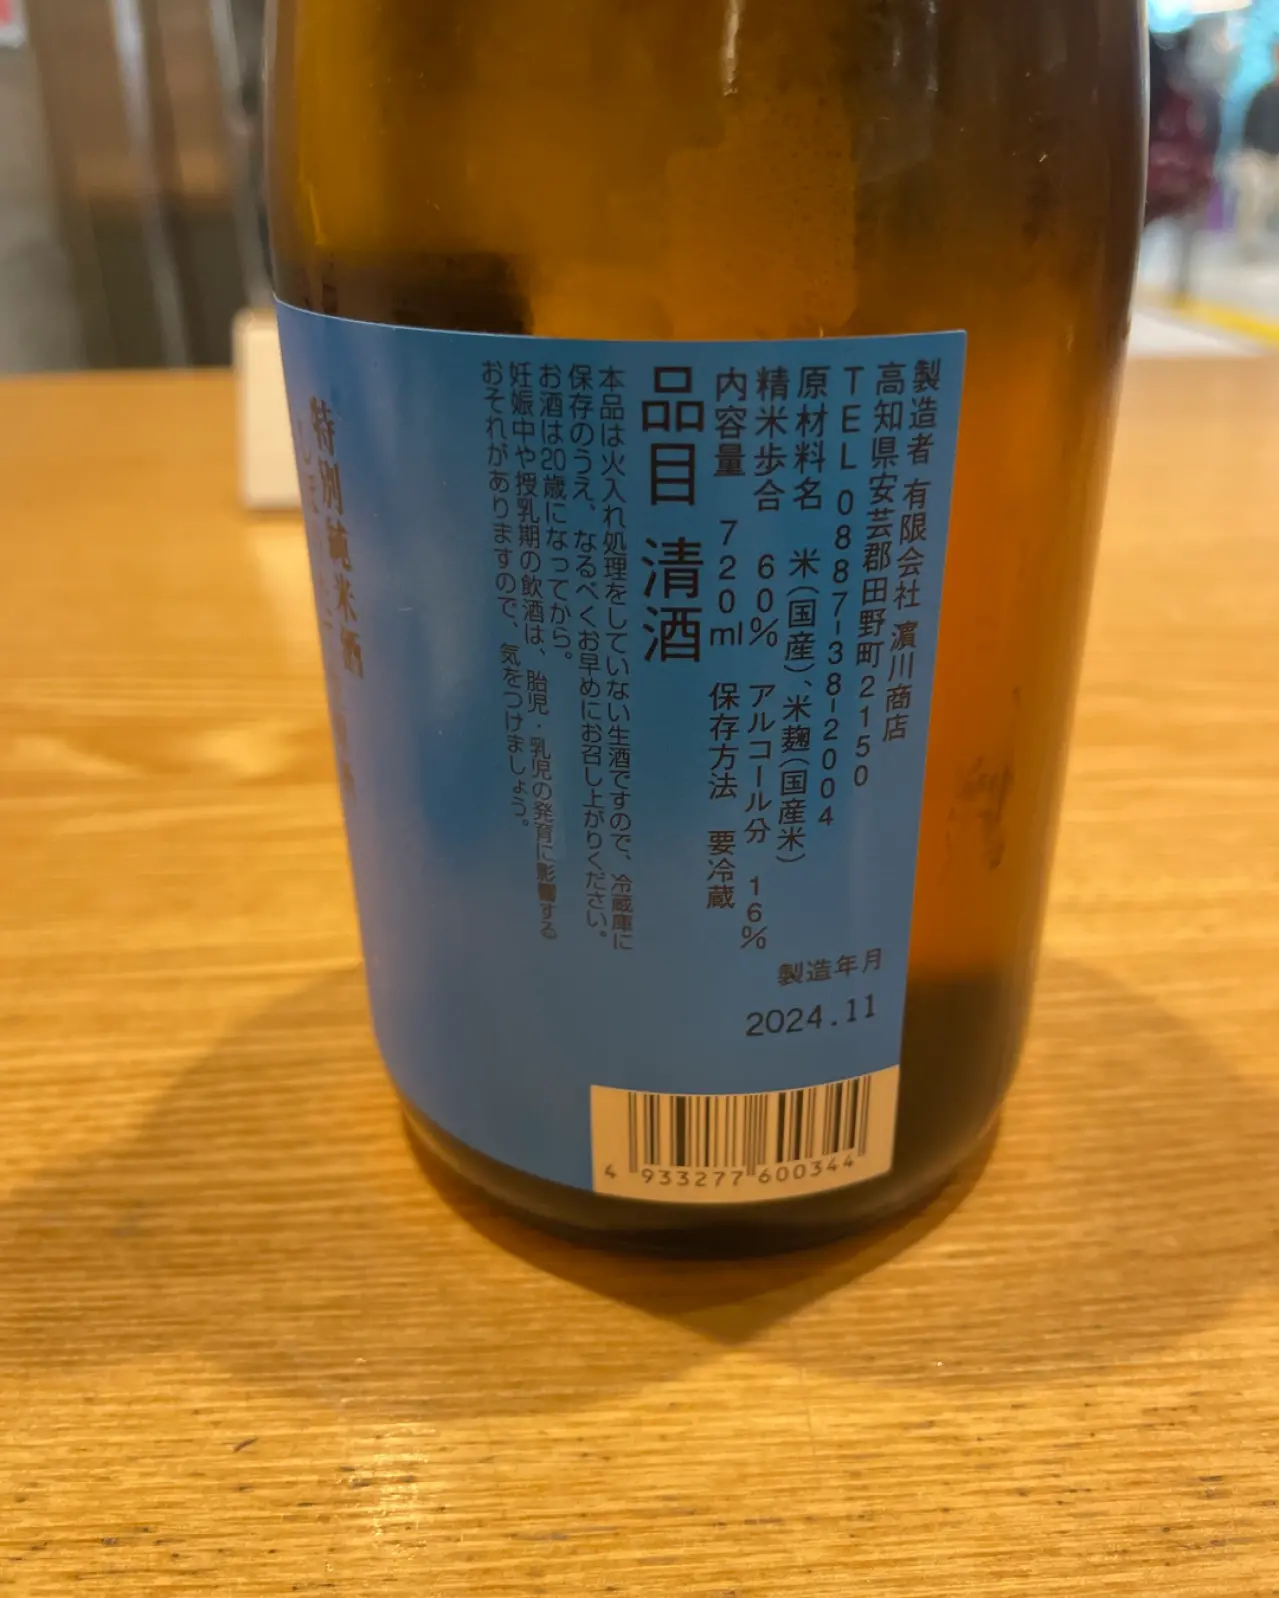 製造者 有限会社 濵川商店
高知県安芸郡田野町2150
TEL 0887-38-2004
原材料名 米(国産)、米麹(国産米)
精米歩合 60% アルコール分 16%
内容量 720ml 保存方法 要冷蔵
品目 清酒
本品は火入れ処理をしていない生酒ですので、冷蔵庫に
保存のうえ、なるべくお早めにお召し上がりください。
お酒は20歳になってから。
妊娠中や授乳期の飲酒は、胎児・乳児の発育に影響する
おそれがありますので、気をつけましょう。
製造年月
2024.11
4 933277 600344
特別純米酒